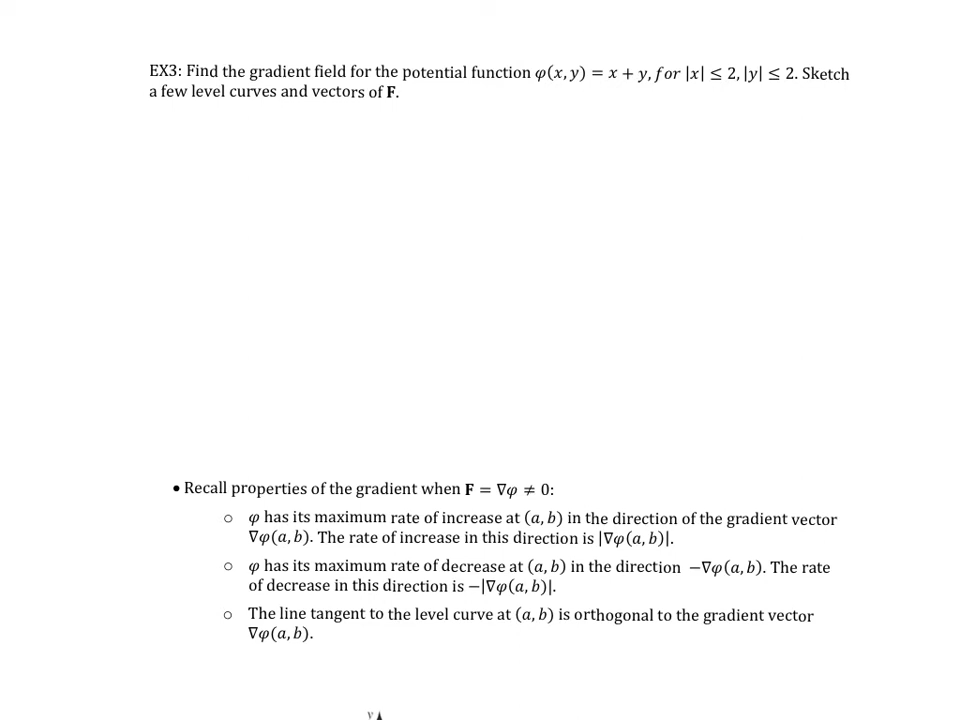 EX3: Find the gradient field for the potential function φ(x, y) = x + y, for |x| ≤ 2, |y| ≤ 2. Sketch
a few level curves and vectors of F.
• Recall properties of the gradient when F = ∇φ ≠ 0:
○ φ has its maximum rate of increase at (a, b) in the direction of the gradient vector
∇φ(a, b). The rate of increase in this direction is |∇φ(a, b)|.
○ φ has its maximum rate of decrease at (a, b) in the direction −∇φ(a, b). The rate
of decrease in this direction is −|∇φ(a, b)|.
○ The line tangent to the level curve at (a, b) is orthogonal to the gradient vector
∇φ(a, b).
y